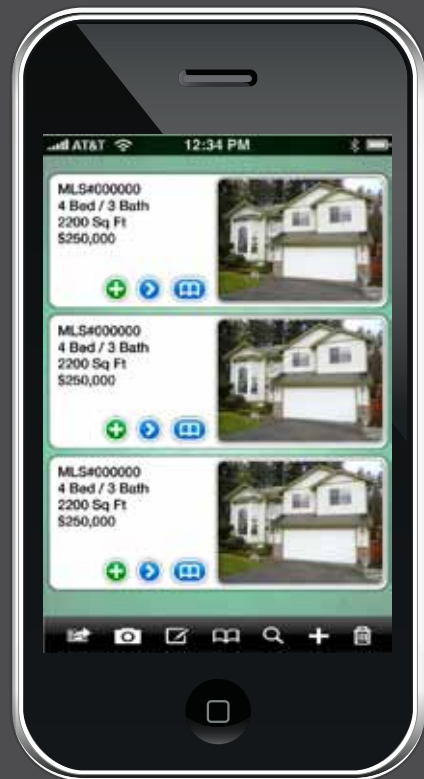 AT&T 12:34 PM
MLS#000000
4 Bed / 3 Bath
2200 Sq Ft
$250,000
MLS#000000
4 Bed / 3 Bath
2200 Sq Ft
$250,000
MLS#000000
4 Bed / 3 Bath
2200 Sq Ft
$250,000